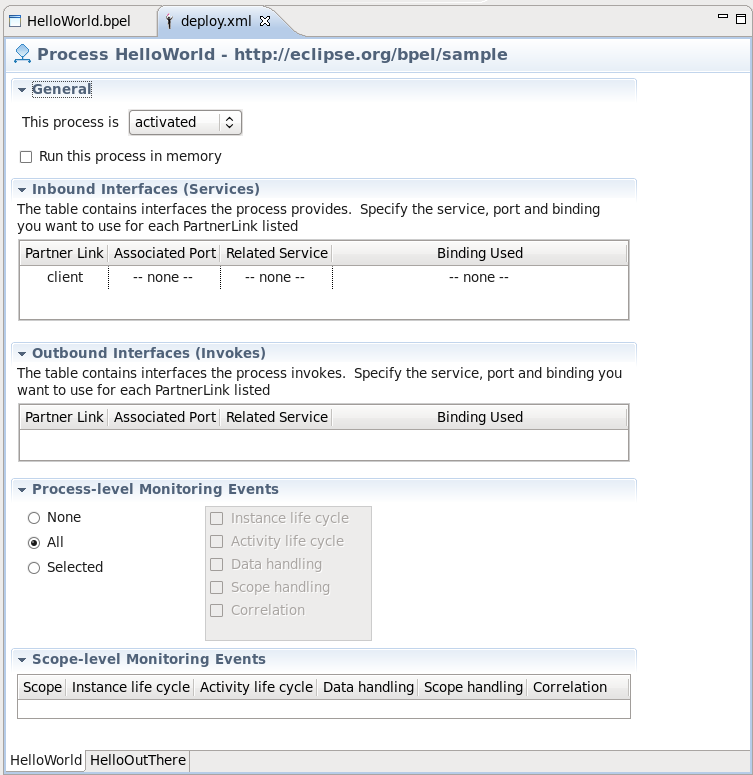 HelloWorld.bpel deploy.xml
Process HelloWorld - http://eclipse.org/bpel/sample
General
This process is activated
Run this process in memory
Inbound Interfaces (Services)
The table contains interfaces the process provides.  Specify the service, port and binding
you want to use for each PartnerLink listed
Partner Link Associated Port Related Service Binding Used
client -- none -- -- none -- -- none --
Outbound Interfaces (Invokes)
The table contains interfaces the process invokes.  Specify the service, port and binding you
want to use for each PartnerLink listed
Partner Link Associated Port Related Service Binding Used
Process-level Monitoring Events
None Instance life cycle
All Activity life cycle
Selected Data handling
Scope handling
Correlation
Scope-level Monitoring Events
Scope Instance life cycle Activity life cycle Data handling Scope handling Correlation
HelloWorld HelloOutThere